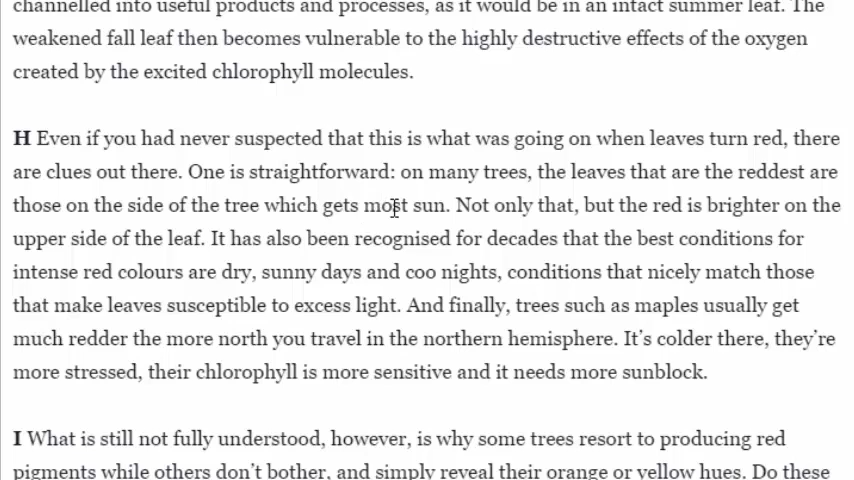 channelled into useful products and processes, as it would be in an intact summer leaf. The
weakened fall leaf then becomes vulnerable to the highly destructive effects of the oxygen
created by the excited chlorophyll molecules.
H Even if you had never suspected that this is what was going on when leaves turn red, there
are clues out there. One is straightforward: on many trees, the leaves that are the reddest are
those on the side of the tree which gets most sun. Not only that, but the red is brighter on the
upper side of the leaf. It has also been recognised for decades that the best conditions for
intense red colours are dry, sunny days and coo nights, conditions that nicely match those
that make leaves susceptible to excess light. And finally, trees such as maples usually get
much redder the more north you travel in the northern hemisphere. It’s colder there, they’re
more stressed, their chlorophyll is more sensitive and it needs more sunblock.
I What is still not fully understood, however, is why some trees resort to producing red
pigments while others don’t bother, and simply reveal their orange or yellow hues. Do these